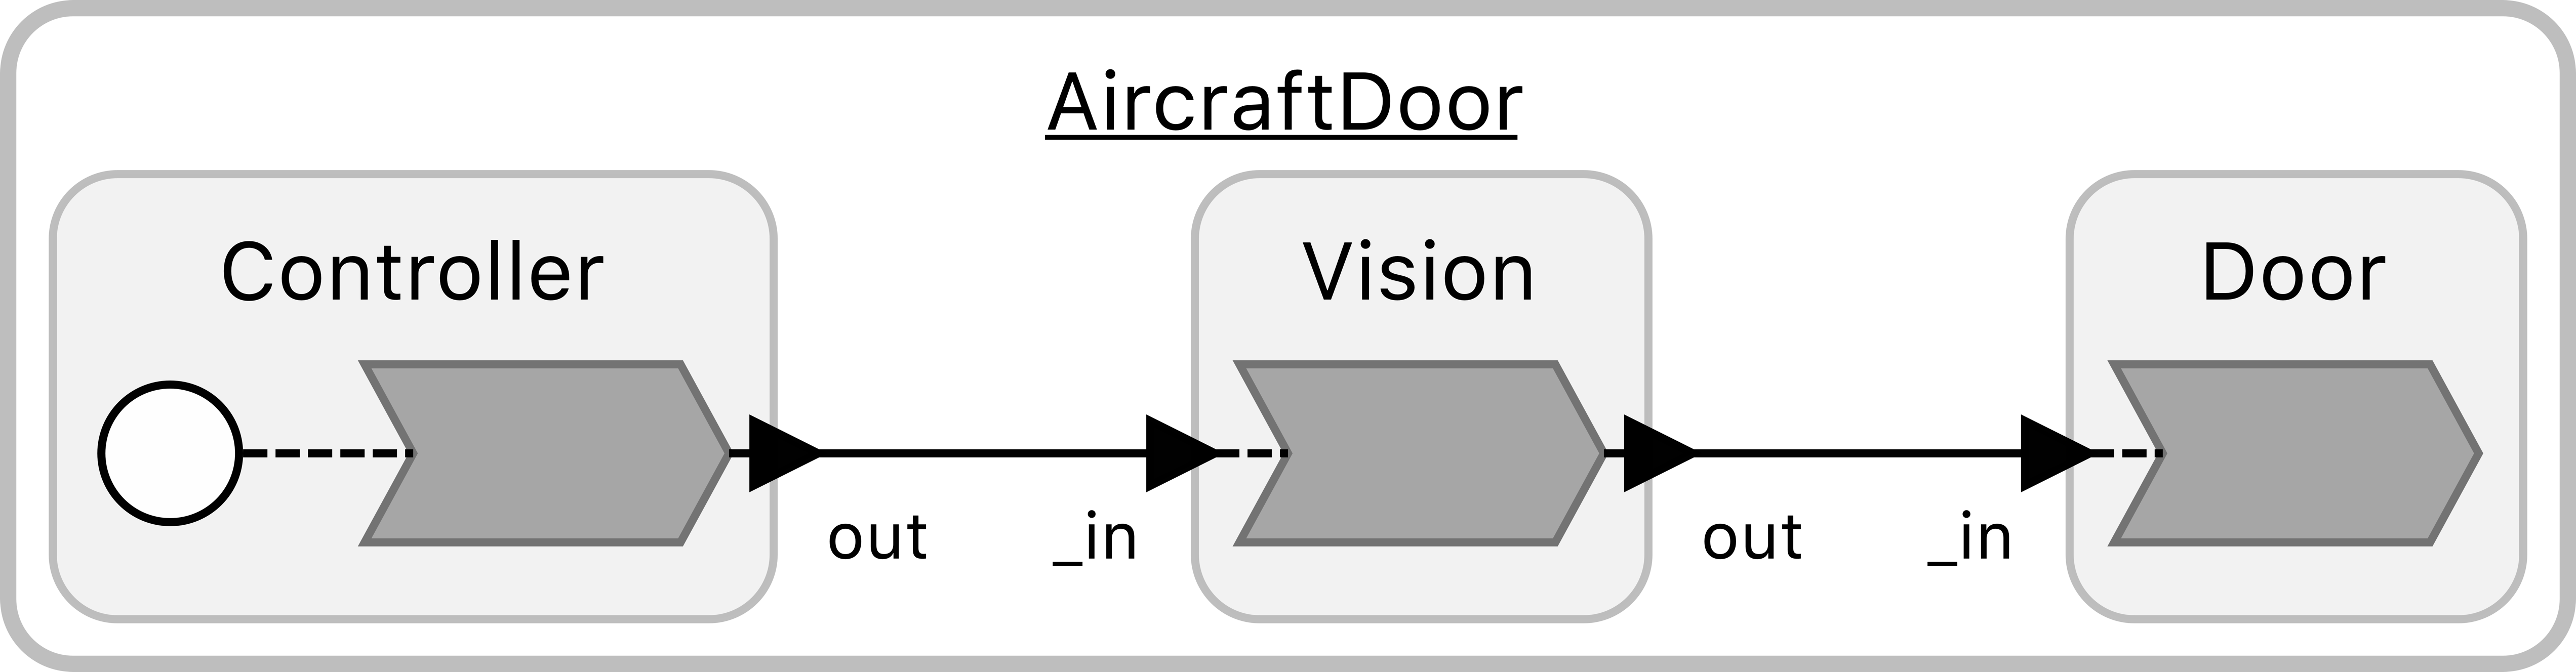 AircraftDoor
Controller
Vision
Door
out
_in
out
_in